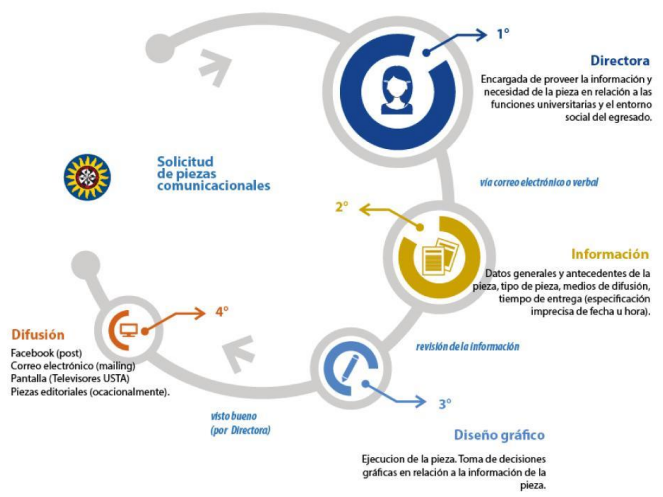 1°
Directora
Encargada de proveer la información y
necesidad de la pieza en relación a las
funciones universitarias y el entorno
social del egresado.
Solicitud
de piezas
comunicacionales
vía correo electrónico o verbal
2°
Información
Datos generales y antecedentes de la
pieza, tipo de pieza, medios de difusión,
tiempo de entrega (especificación
imprecisa de fecha u hora).
4°
Difusión
Facebook (post)
Correo electrónico (mailing)
Pantalla (Televisores USTA)
Piezas editoriales (ocacionalmente).
revisión de la información
3°
visto bueno
(por Directora)
Diseño gráfico
Ejecucion de la pieza. Toma de decisiones
gráficas en relación a la información de la
pieza.